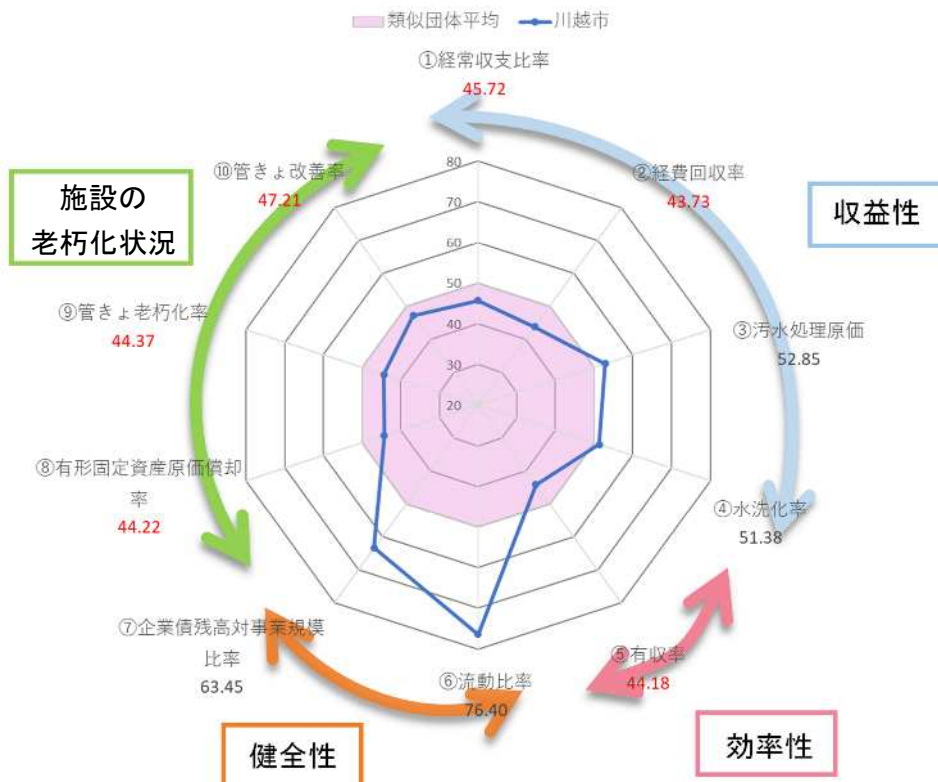 類似団体平均 川越市
①経常収支比率
45.72
②経費回収率
43.73
収益性
③汚水処理原価
52.85
④水洗化率
51.38
⑤有収率
44.18
効率性
⑥流動比率
76.40
健全性
⑦企業債残高対事業規模
比率
63.45
⑧有形固定資産原価償却
率
44.22
⑨管きょ老朽化率
44.37
⑩管きょ改善率
47.21
施設の
老朽化状況
80
70
60
50
40
30
20